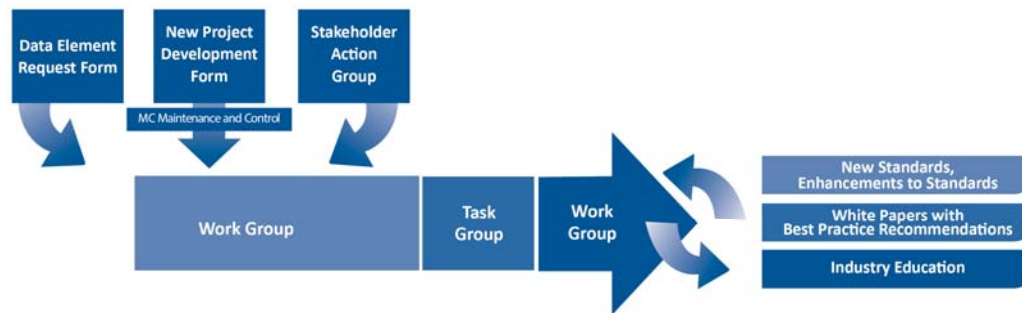 Data Element
Request Form
New Project
Development
Form
Stakeholder
Action
Group
MC Maintenance and Control
Work Group
Task
Group
Work
Group
New Standards,
Enhancements to Standards
White Papers with
Best Practice Recommendations
Industry Education